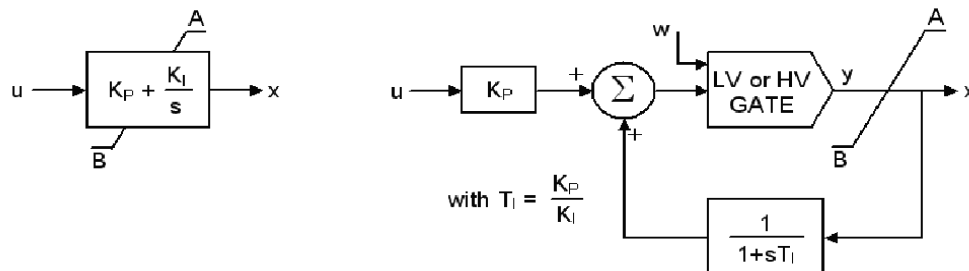 A
u
K_P + K_I / s
x
B
w
A
u
K_P
+
Σ
+
LV or HV
GATE
y
x
B
with T_I = K_P / K_I
1 / 1+sT_I